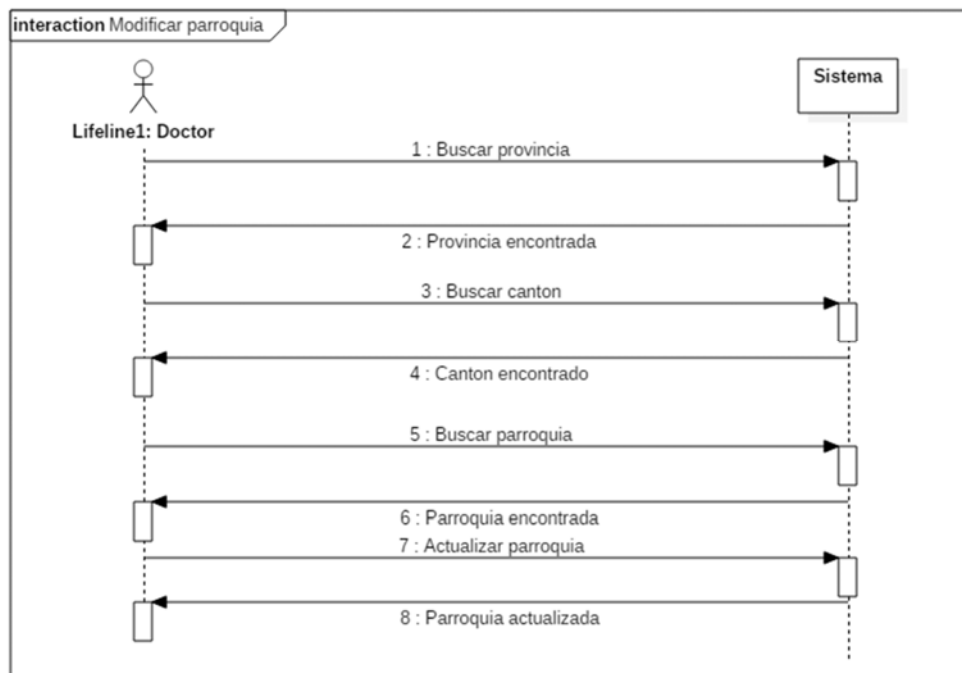 interaction Modificar parroquia
Sistema
Lifeline1: Doctor
1 : Buscar provincia
2 : Provincia encontrada
3 : Buscar canton
4 : Canton encontrado
5 : Buscar parroquia
6 : Parroquia encontrada
7 : Actualizar parroquia
8 : Parroquia actualizada